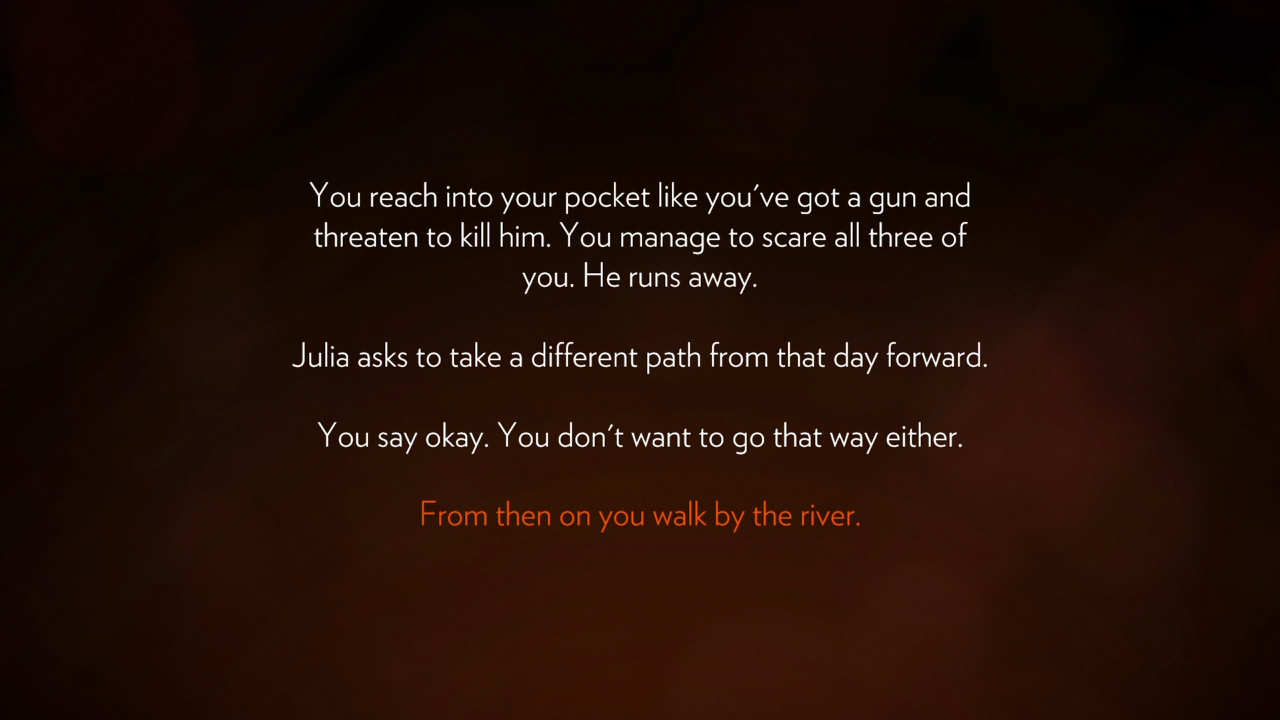 You reach into your pocket like you've got a gun and
threaten to kill him. You manage to scare all three of
you. He runs away.
Julia asks to take a different path from that day forward.
You say okay. You don't want to go that way either.
From then on you walk by the river.